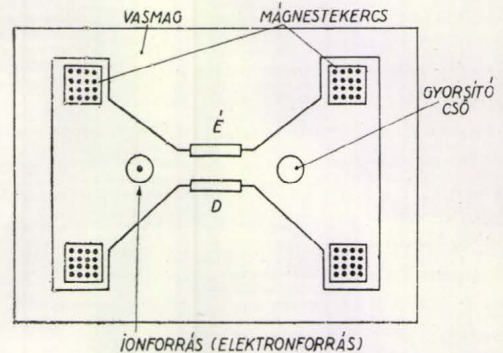 VASMAG
MÁGNESTEKERCS
GYORSÍTÓ
CSŐ
É
D
IONFORRÁS (ELEKTRONFORRÁS)